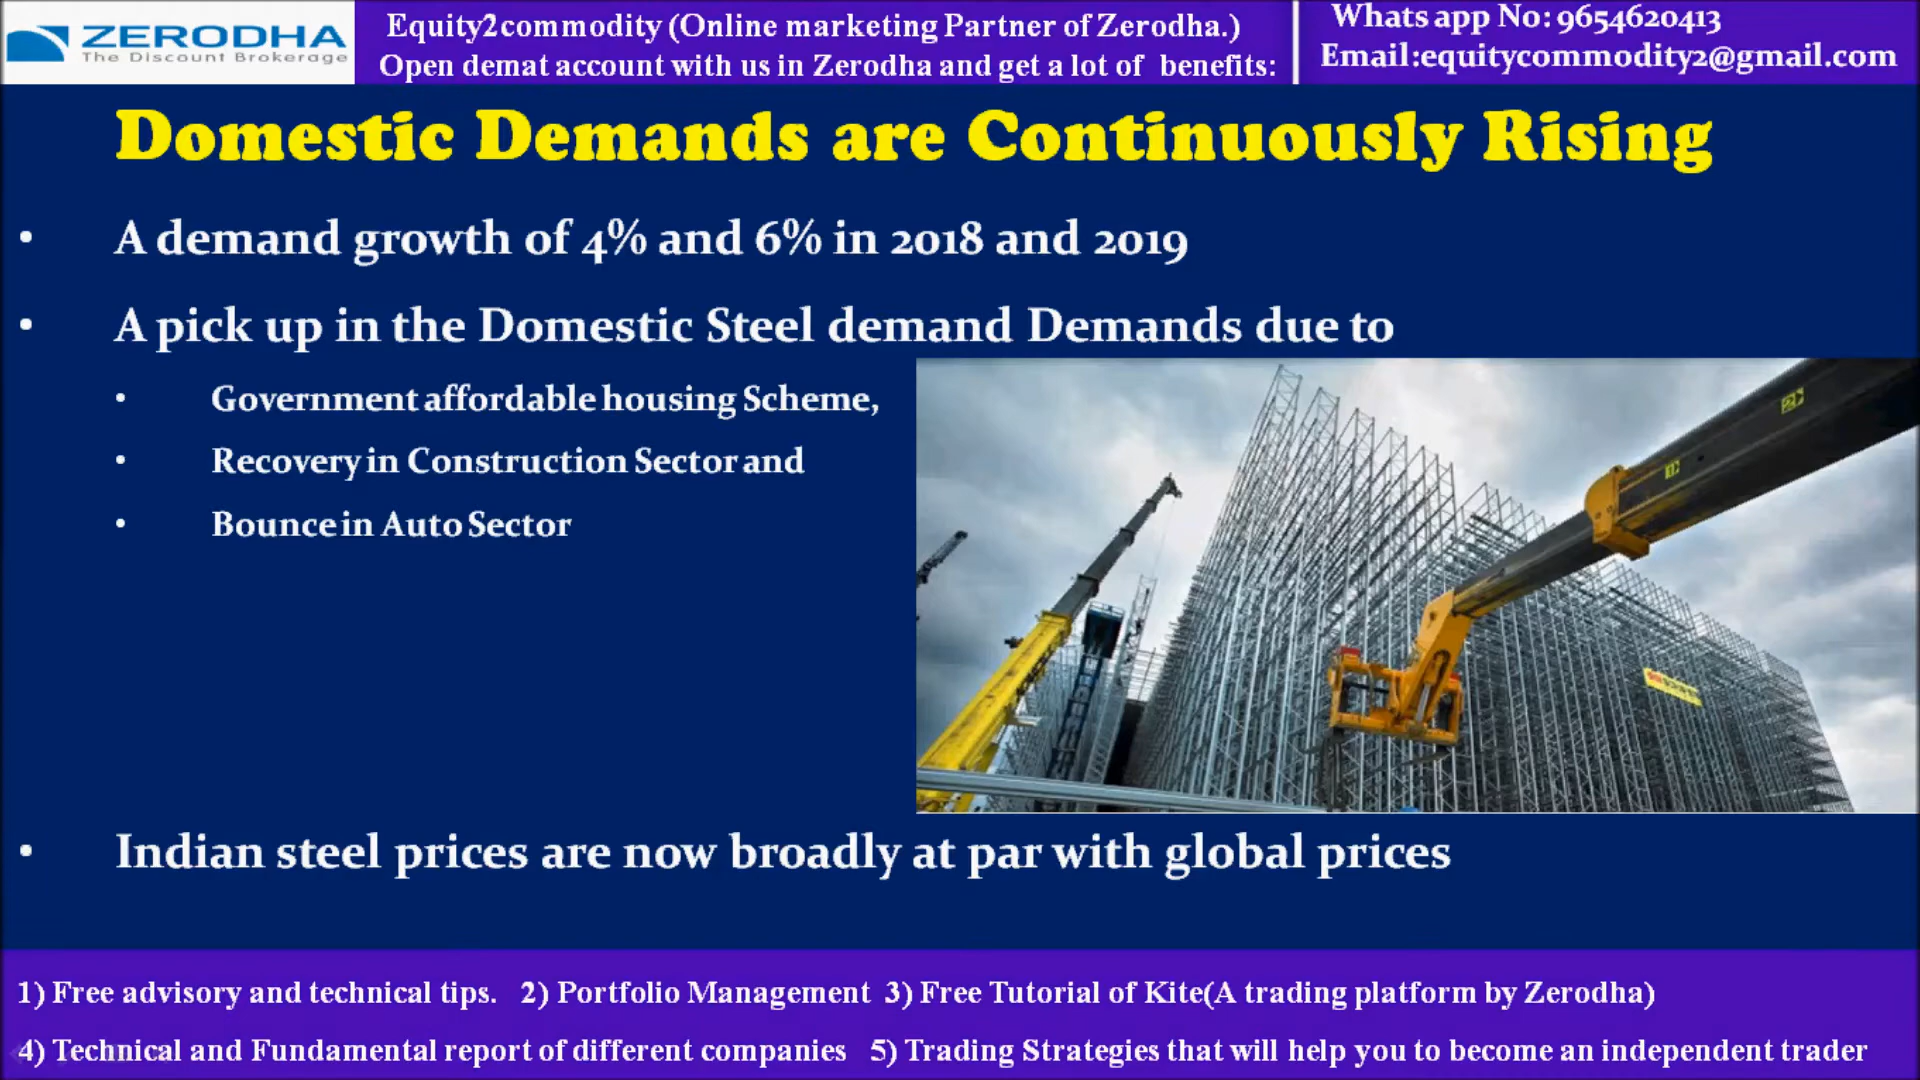 ZERODHA
The Discount Brokerage
Equity2commodity (Online marketing Partner of Zerodha.)
Open demat account with us in Zerodha and get a lot of benefits:
Whats app No: 9654620413
Email:equitycommodity2@gmail.com
Domestic Demands are Continuously Rising
• A demand growth of 4% and 6% in 2018 and 2019
• A pick up in the Domestic Steel demand Demands due to
• Government affordable housing Scheme,
• Recovery in Construction Sector and
• Bounce in Auto Sector
• Indian steel prices are now broadly at par with global prices
1) Free advisory and technical tips. 2) Portfolio Management 3) Free Tutorial of Kite(A trading platform by Zerodha)
4) Technical and Fundamental report of different companies 5) Trading Strategies that will help you to become an independent trader